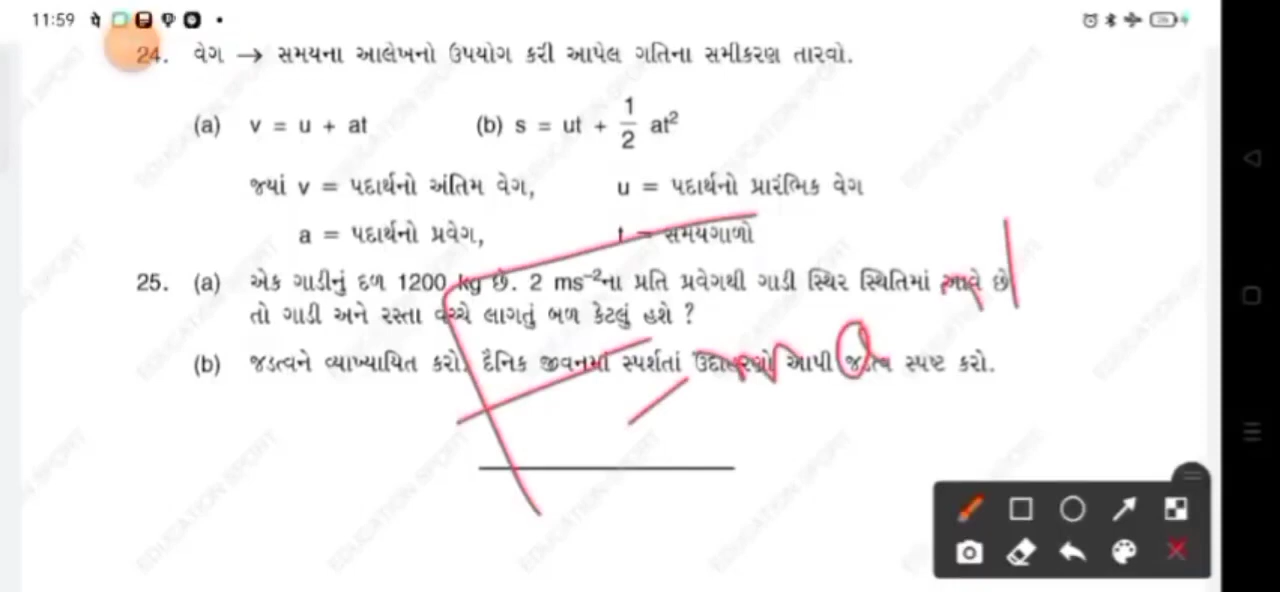 11:59
24. વેગ → સમયના આલેખનો ઉપયોગ કરી આપેલ ગતિના સમીકરણ તારવો.
(a) v = u + at (b) s = ut + 1/2 at²
જ્યાં v = પદાર્થનો અંતિમ વેગ, u = પદાર્થનો પ્રારંભિક વેગ
a = પદાર્થનો પ્રવેગ, t = સમયગાળો
25. (a) એક ગાડીનું દળ 1200 kg છે. 2 ms⁻²ના પ્રતિ પ્રવેગથી ગાડી સ્થિર સ્થિતિમાં આવે છે
તો ગાડી અને રસ્તા વચ્ચે લાગતું બળ કેટલું હશે ?
(b) જડત્વને વ્યાખ્યાયિત કરો. દૈનિક જીવનમાં સ્પર્શતાં ઉદાહરણો આપી જડત્વ સ્પષ્ટ કરો.
F = ma
EDUCATION SPORT